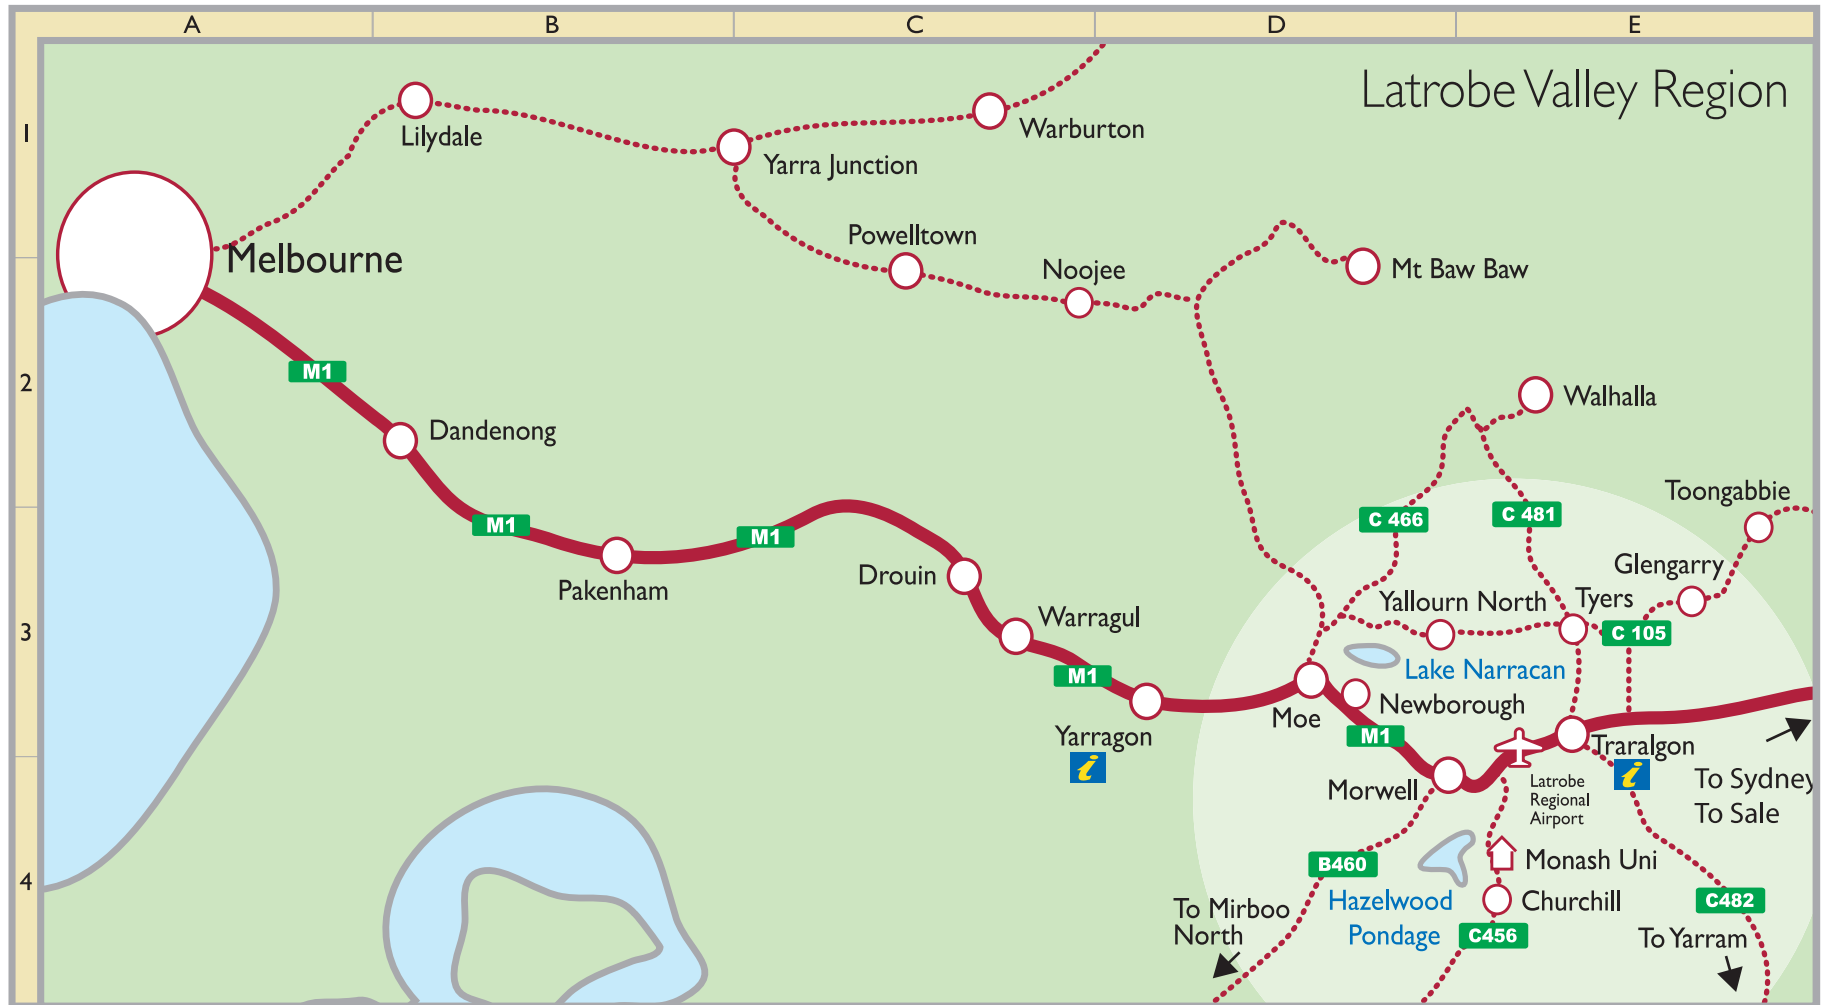 A B C D E
Latrobe Valley Region
1
Lilydale
Warburton
Yarra Junction
Melbourne
Powelltown
Noojee
Mt Baw Baw
M1
2
Walhalla
Dandenong
Toongabbie
C 466
C 481
M1
M1
Glengarry
Drouin
Pakenham
Yallourn North
Tyers
Warragul
3
C 105
Lake Narracan
M1
Newborough
Moe
Yarragon
M1
Traralgon
i
i
Morwell
Latrobe
Regional
Airport
To Sydney
To Sale
B460
Monash Uni
4
Hazelwood
Pondage
Churchill
C482
To Mirboo
North
C456
To Yarram